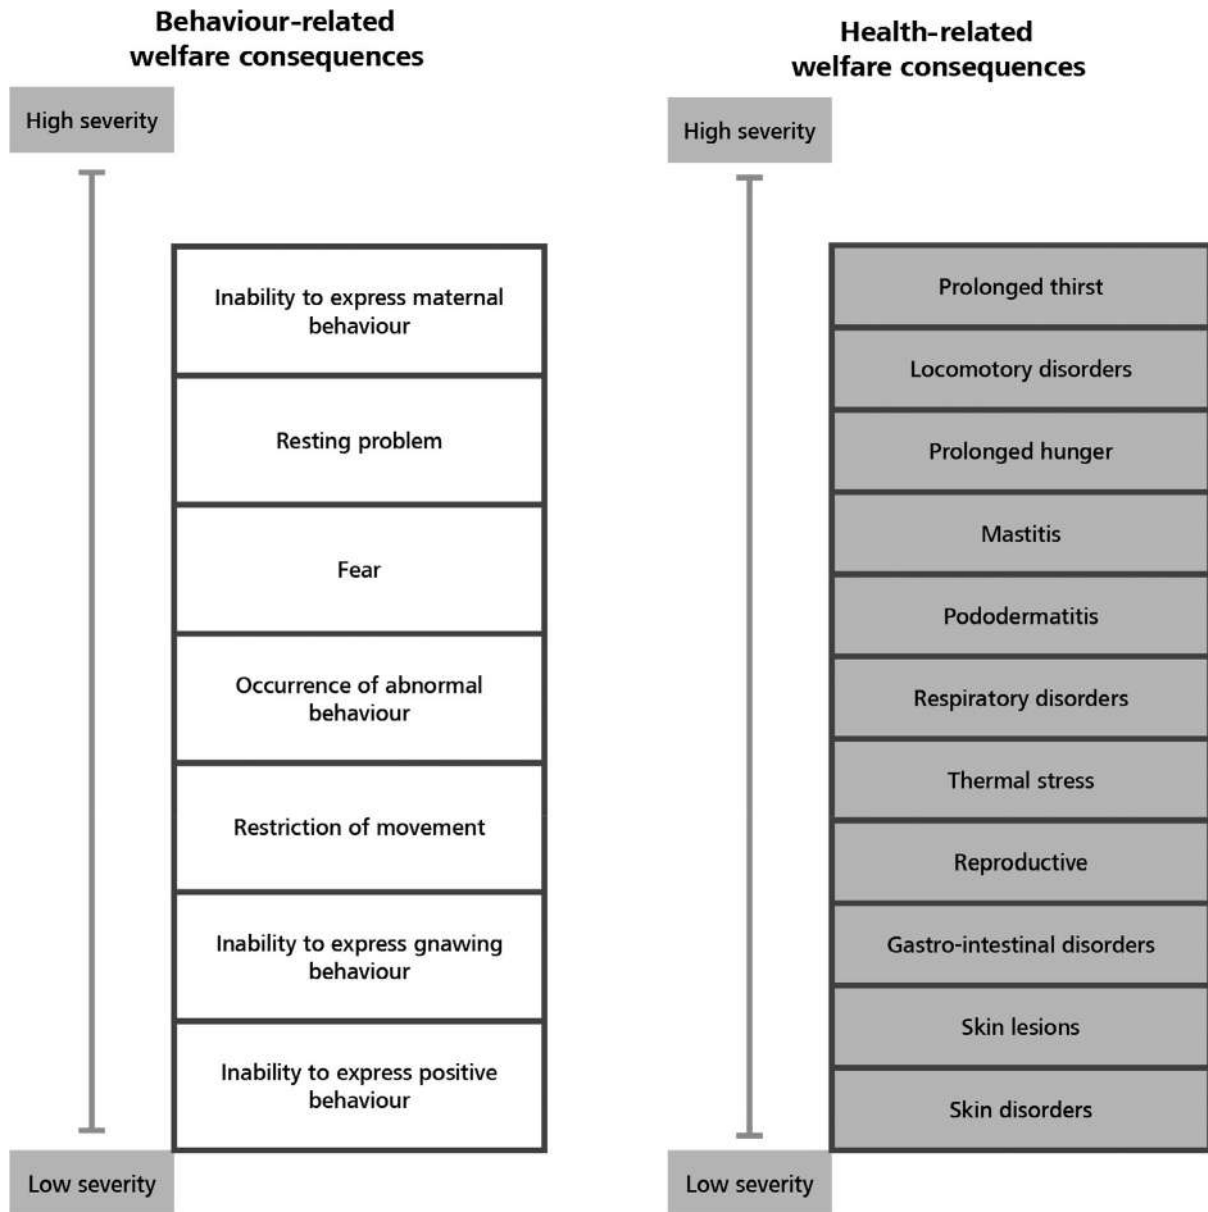 Behaviour-related
welfare consequences
High severity
Inability to express maternal
behaviour
Resting problem
Fear
Occurrence of abnormal
behaviour
Restriction of movement
Inability to express gnawing
behaviour
Inability to express positive
behaviour
Low severity
Health-related
welfare consequences
High severity
Prolonged thirst
Locomotory disorders
Prolonged hunger
Mastitis
Pododermatitis
Respiratory disorders
Thermal stress
Reproductive
Gastro-intestinal disorders
Skin lesions
Skin disorders
Low severity